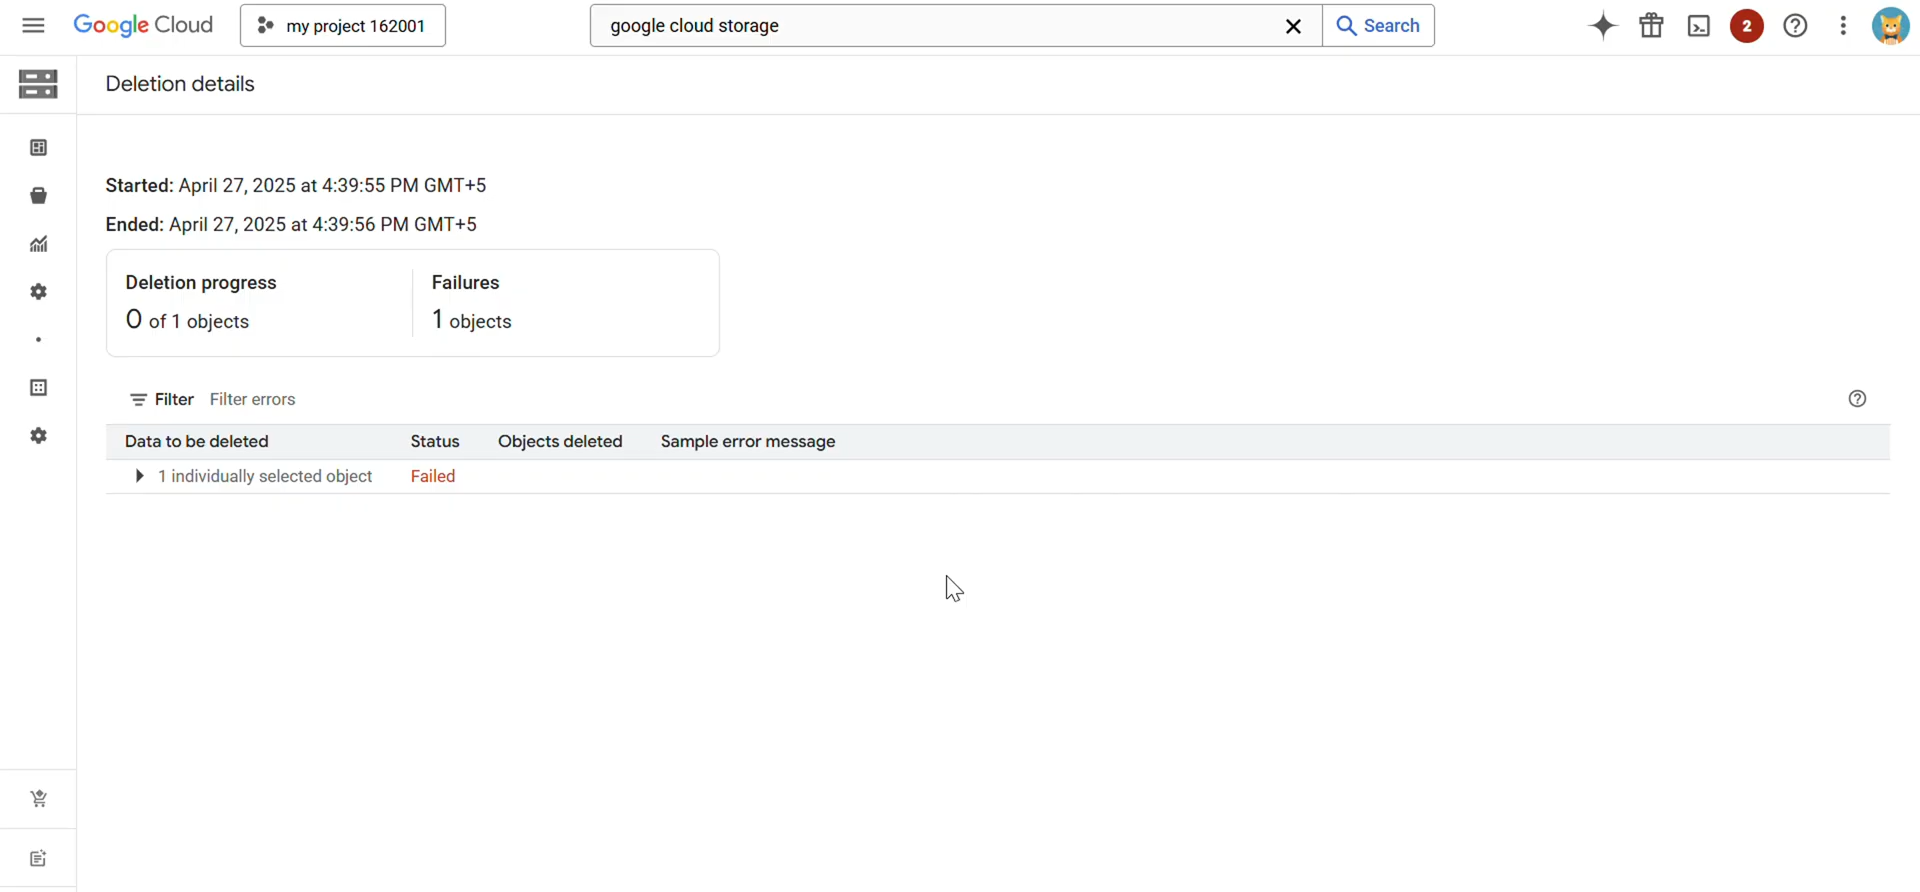 Google Cloud
my project 162001
google cloud storage
Search
2
Deletion details
Started: April 27, 2025 at 4:39:55 PM GMT+5
Ended: April 27, 2025 at 4:39:56 PM GMT+5
Deletion progress
0 of 1 objects
Failures
1 objects
Filter Filter errors
Data to be deleted Status Objects deleted Sample error message
1 individually selected object Failed